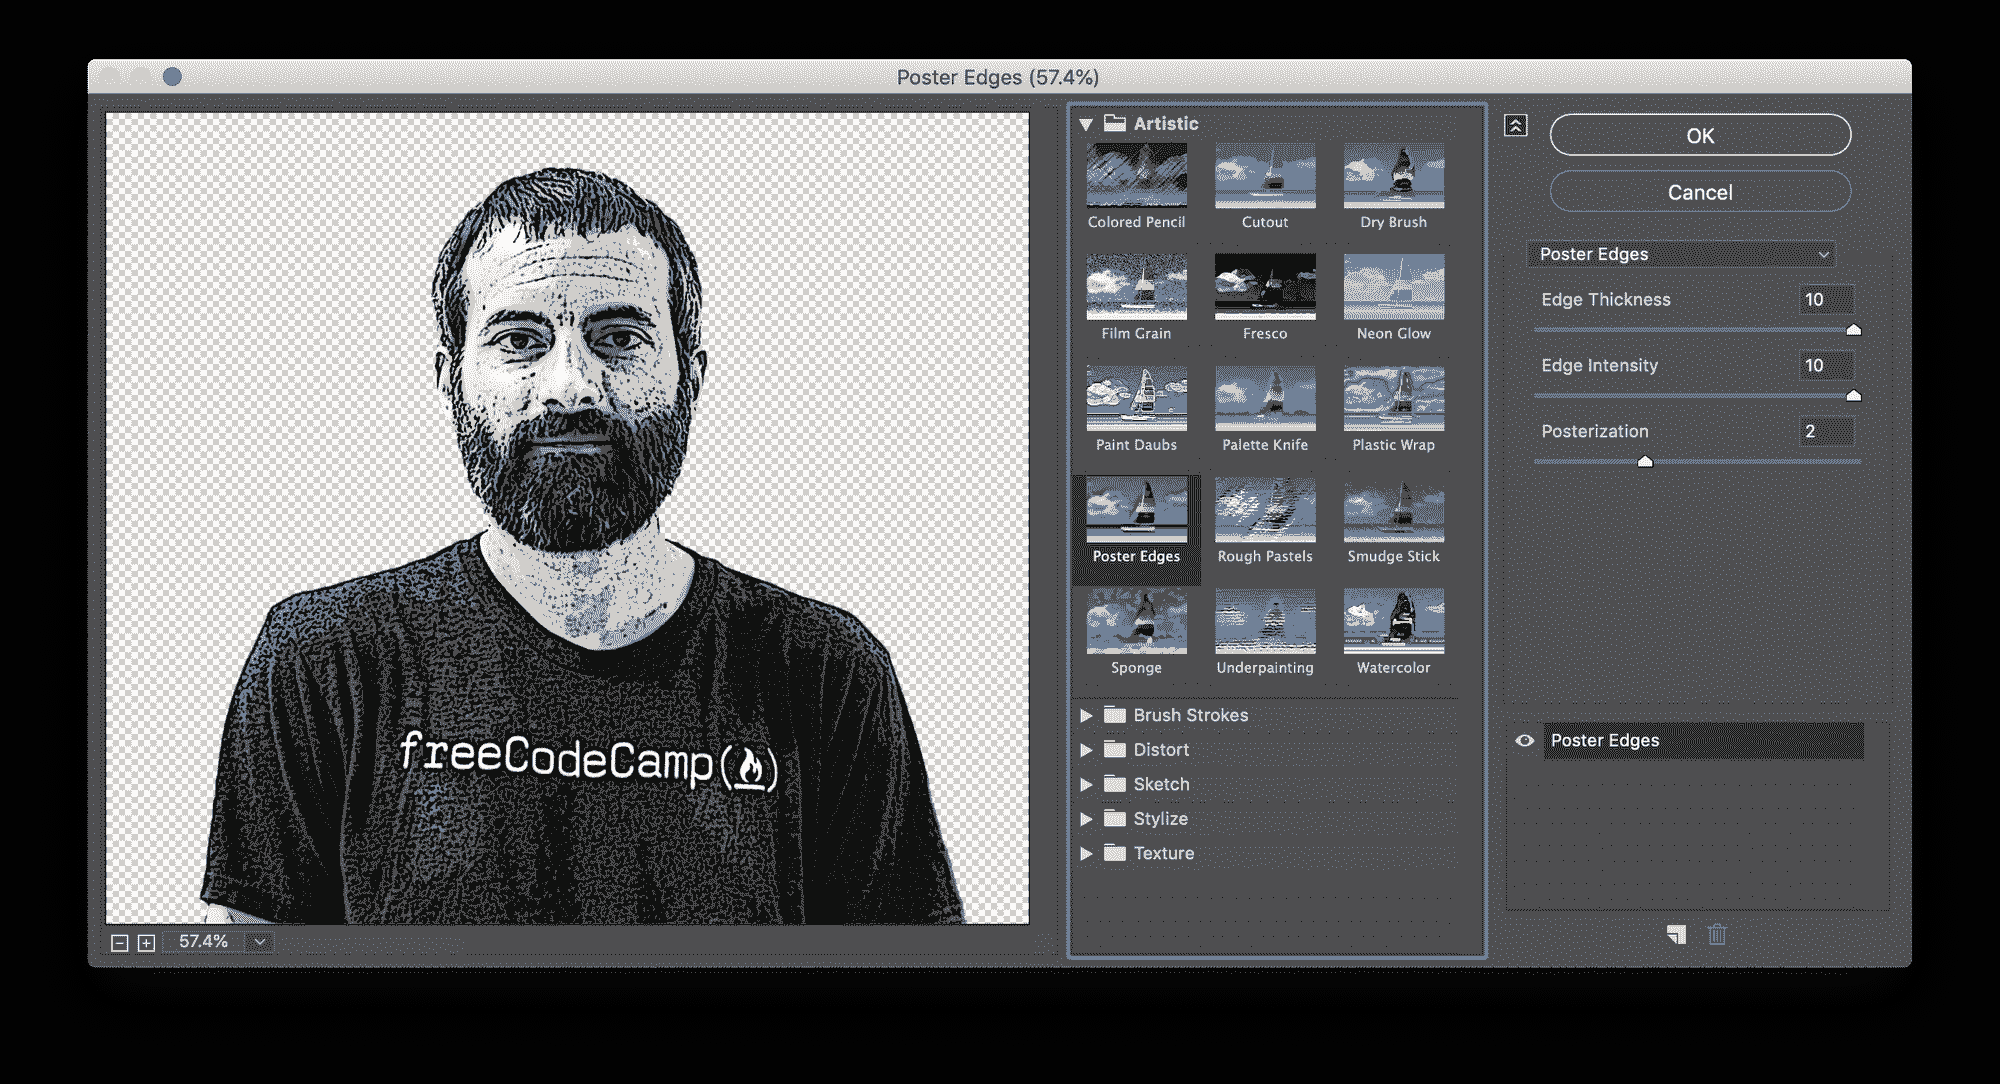 Poster Edges (57.4%)
freeCodeCamp(🔥)
57.4%
Artistic
Colored Pencil
Cutout
Dry Brush
Film Grain
Fresco
Neon Glow
Paint Daubs
Palette Knife
Plastic Wrap
Poster Edges
Rough Pastels
Smudge Stick
Sponge
Underpainting
Watercolor
Brush Strokes
Distort
Sketch
Stylize
Texture
OK
Cancel
Poster Edges
Edge Thickness 10
Edge Intensity 10
Posterization 2
Poster Edges